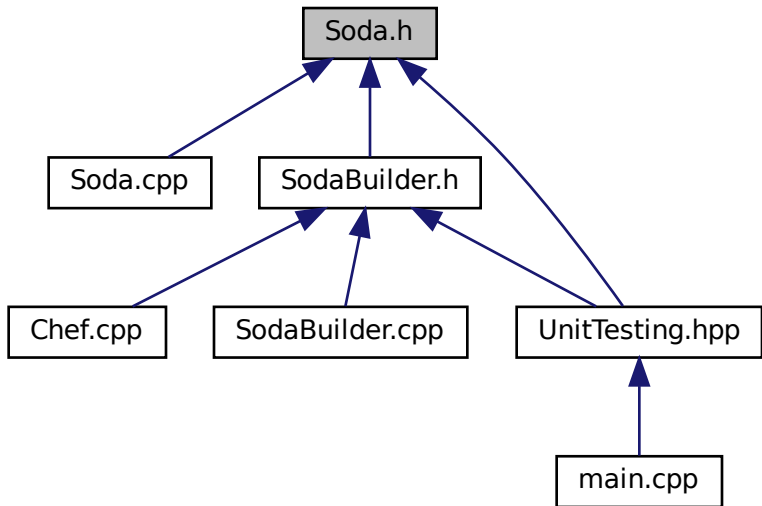 Soda.h
Soda.cpp
SodaBuilder.h
Chef.cpp
SodaBuilder.cpp
UnitTesting.hpp
main.cpp